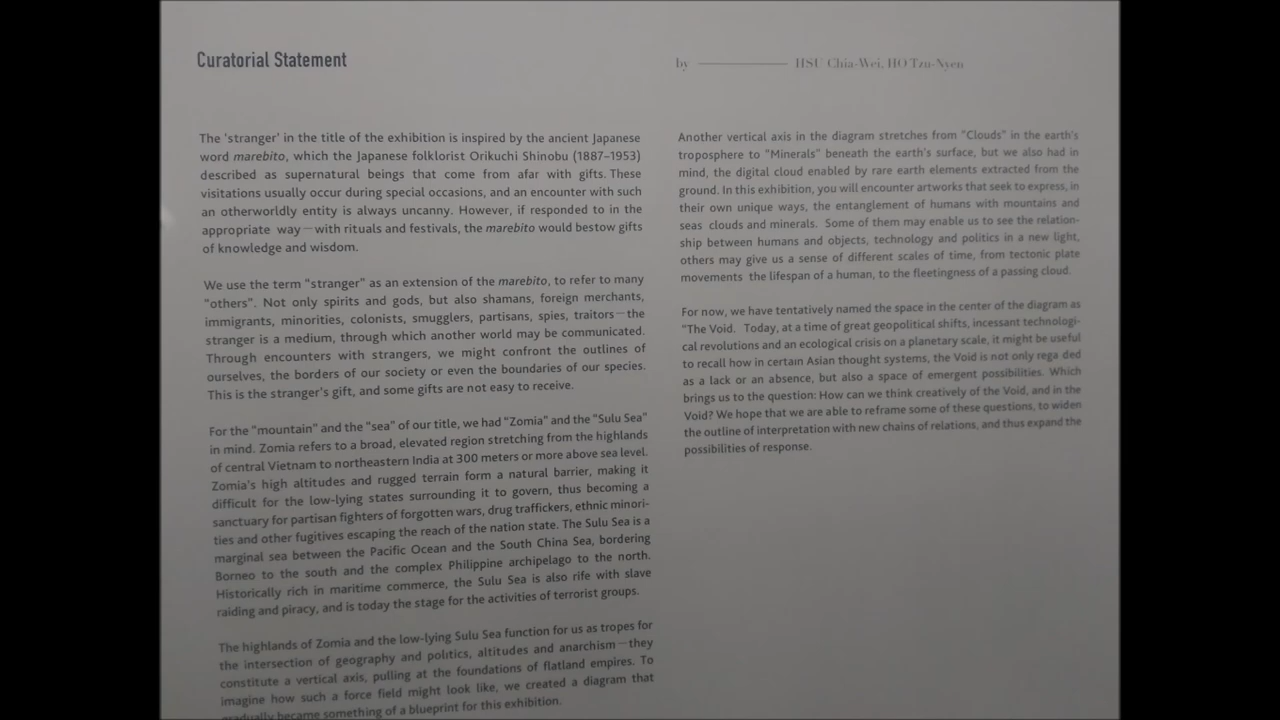 Curatorial Statement
by HSU Chia-Wei, HO Tzu-Nyen
The 'stranger' in the title of the exhibition is inspired by the ancient Japanese
word marebito, which the Japanese folklorist Orikuchi Shinobu (1887–1953)
described as supernatural beings that come from afar with gifts. These
visitations usually occur during special occasions, and an encounter with such
an otherworldly entity is always uncanny. However, if responded to in the
appropriate way—with rituals and festivals, the marebito would bestow gifts
of knowledge and wisdom.
We use the term "stranger" as an extension of the marebito, to refer to many
"others". Not only spirits and gods, but also shamans, foreign merchants,
immigrants, minorities, colonists, smugglers, partisans, spies, traitors—the
stranger is a medium, through which another world may be communicated.
Through encounters with strangers, we might confront the outlines of
ourselves, the borders of our society or even the boundaries of our species.
This is the stranger's gift, and some gifts are not easy to receive.
For the "mountain" and the "sea" of our title, we had "Zomia" and the "Sulu Sea"
in mind. Zomia refers to a broad, elevated region stretching from the highlands
of central Vietnam to northeastern India at 300 meters or more above sea level.
Zomia's high altitudes and rugged terrain form a natural barrier, making it
difficult for the low-lying states surrounding it to govern, thus becoming a
sanctuary for partisan fighters of forgotten wars, drug traffickers, ethnic minori-
ties and other fugitives escaping the reach of the nation state. The Sulu Sea is a
marginal sea between the Pacific Ocean and the South China Sea, bordering
Borneo to the south and the complex Philippine archipelago to the north.
Historically rich in maritime commerce, the Sulu Sea is also rife with slave
raiding and piracy, and is today the stage for the activities of terrorist groups.
The highlands of Zomia and the low-lying Sulu Sea function for us as tropes for
the intersection of geography and politics, altitudes and anarchism—they
constitute a vertical axis, pulling at the foundations of flatland empires. To
imagine how such a force field might look like, we created a diagram that
gradually became something of a blueprint for this exhibition.
Another vertical axis in the diagram stretches from "Clouds" in the earth's
troposphere to "Minerals" beneath the earth's surface, but we also had in
mind, the digital cloud enabled by rare earth elements extracted from the
ground. In this exhibition, you will encounter artworks that seek to express, in
their own unique ways, the entanglement of humans with mountains and
seas clouds and minerals. Some of them may enable us to see the relation-
ship between humans and objects, technology and politics in a new light,
others may give us a sense of different scales of time, from tectonic plate
movements the lifespan of a human, to the fleetingness of a passing cloud.
For now, we have tentatively named the space in the center of the diagram as
"The Void. Today, at a time of great geopolitical shifts, incessant technologi-
cal revolutions and an ecological crisis on a planetary scale, it might be useful
to recall how in certain Asian thought systems, the Void is not only rega ded
as a lack or an absence, but also a space of emergent possibilities. Which
brings us to the question: How can we think creatively of the Void, and in the
Void? We hope that we are able to reframe some of these questions, to widen
the outline of interpretation with new chains of relations, and thus expand the
possibilities of response.